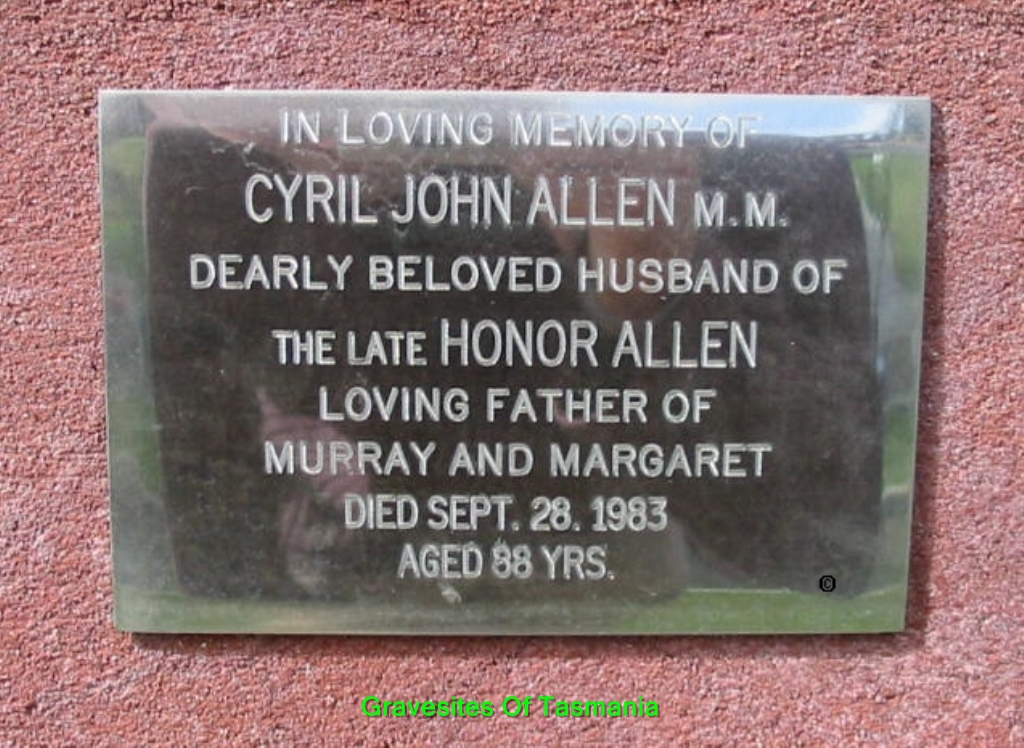 IN LOVING MEMORY OF
CYRIL JOHN ALLEN M.M.
DEARLY BELOVED HUSBAND OF
THE LATE HONOR ALLEN
LOVING FATHER OF
MURRAY AND MARGARET
DIED SEPT. 28. 1983
AGED 88 YRS.
©
Gravesites Of Tasmania